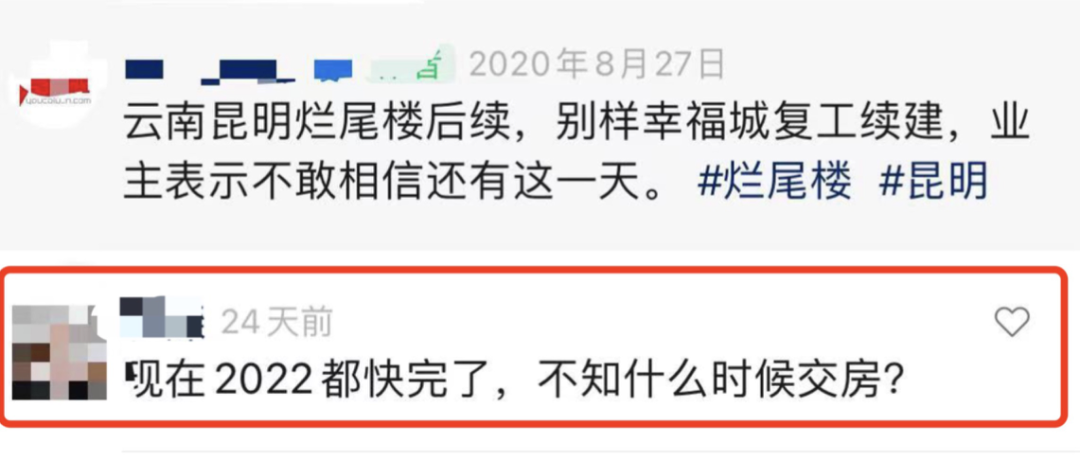 2020年8月27日
云南昆明烂尾楼后续，别样幸福城复工续建，业
主表示不敢相信还有这一天。 #烂尾楼 #昆明
24天前
现在2022都快完了，不知什么时候交房？